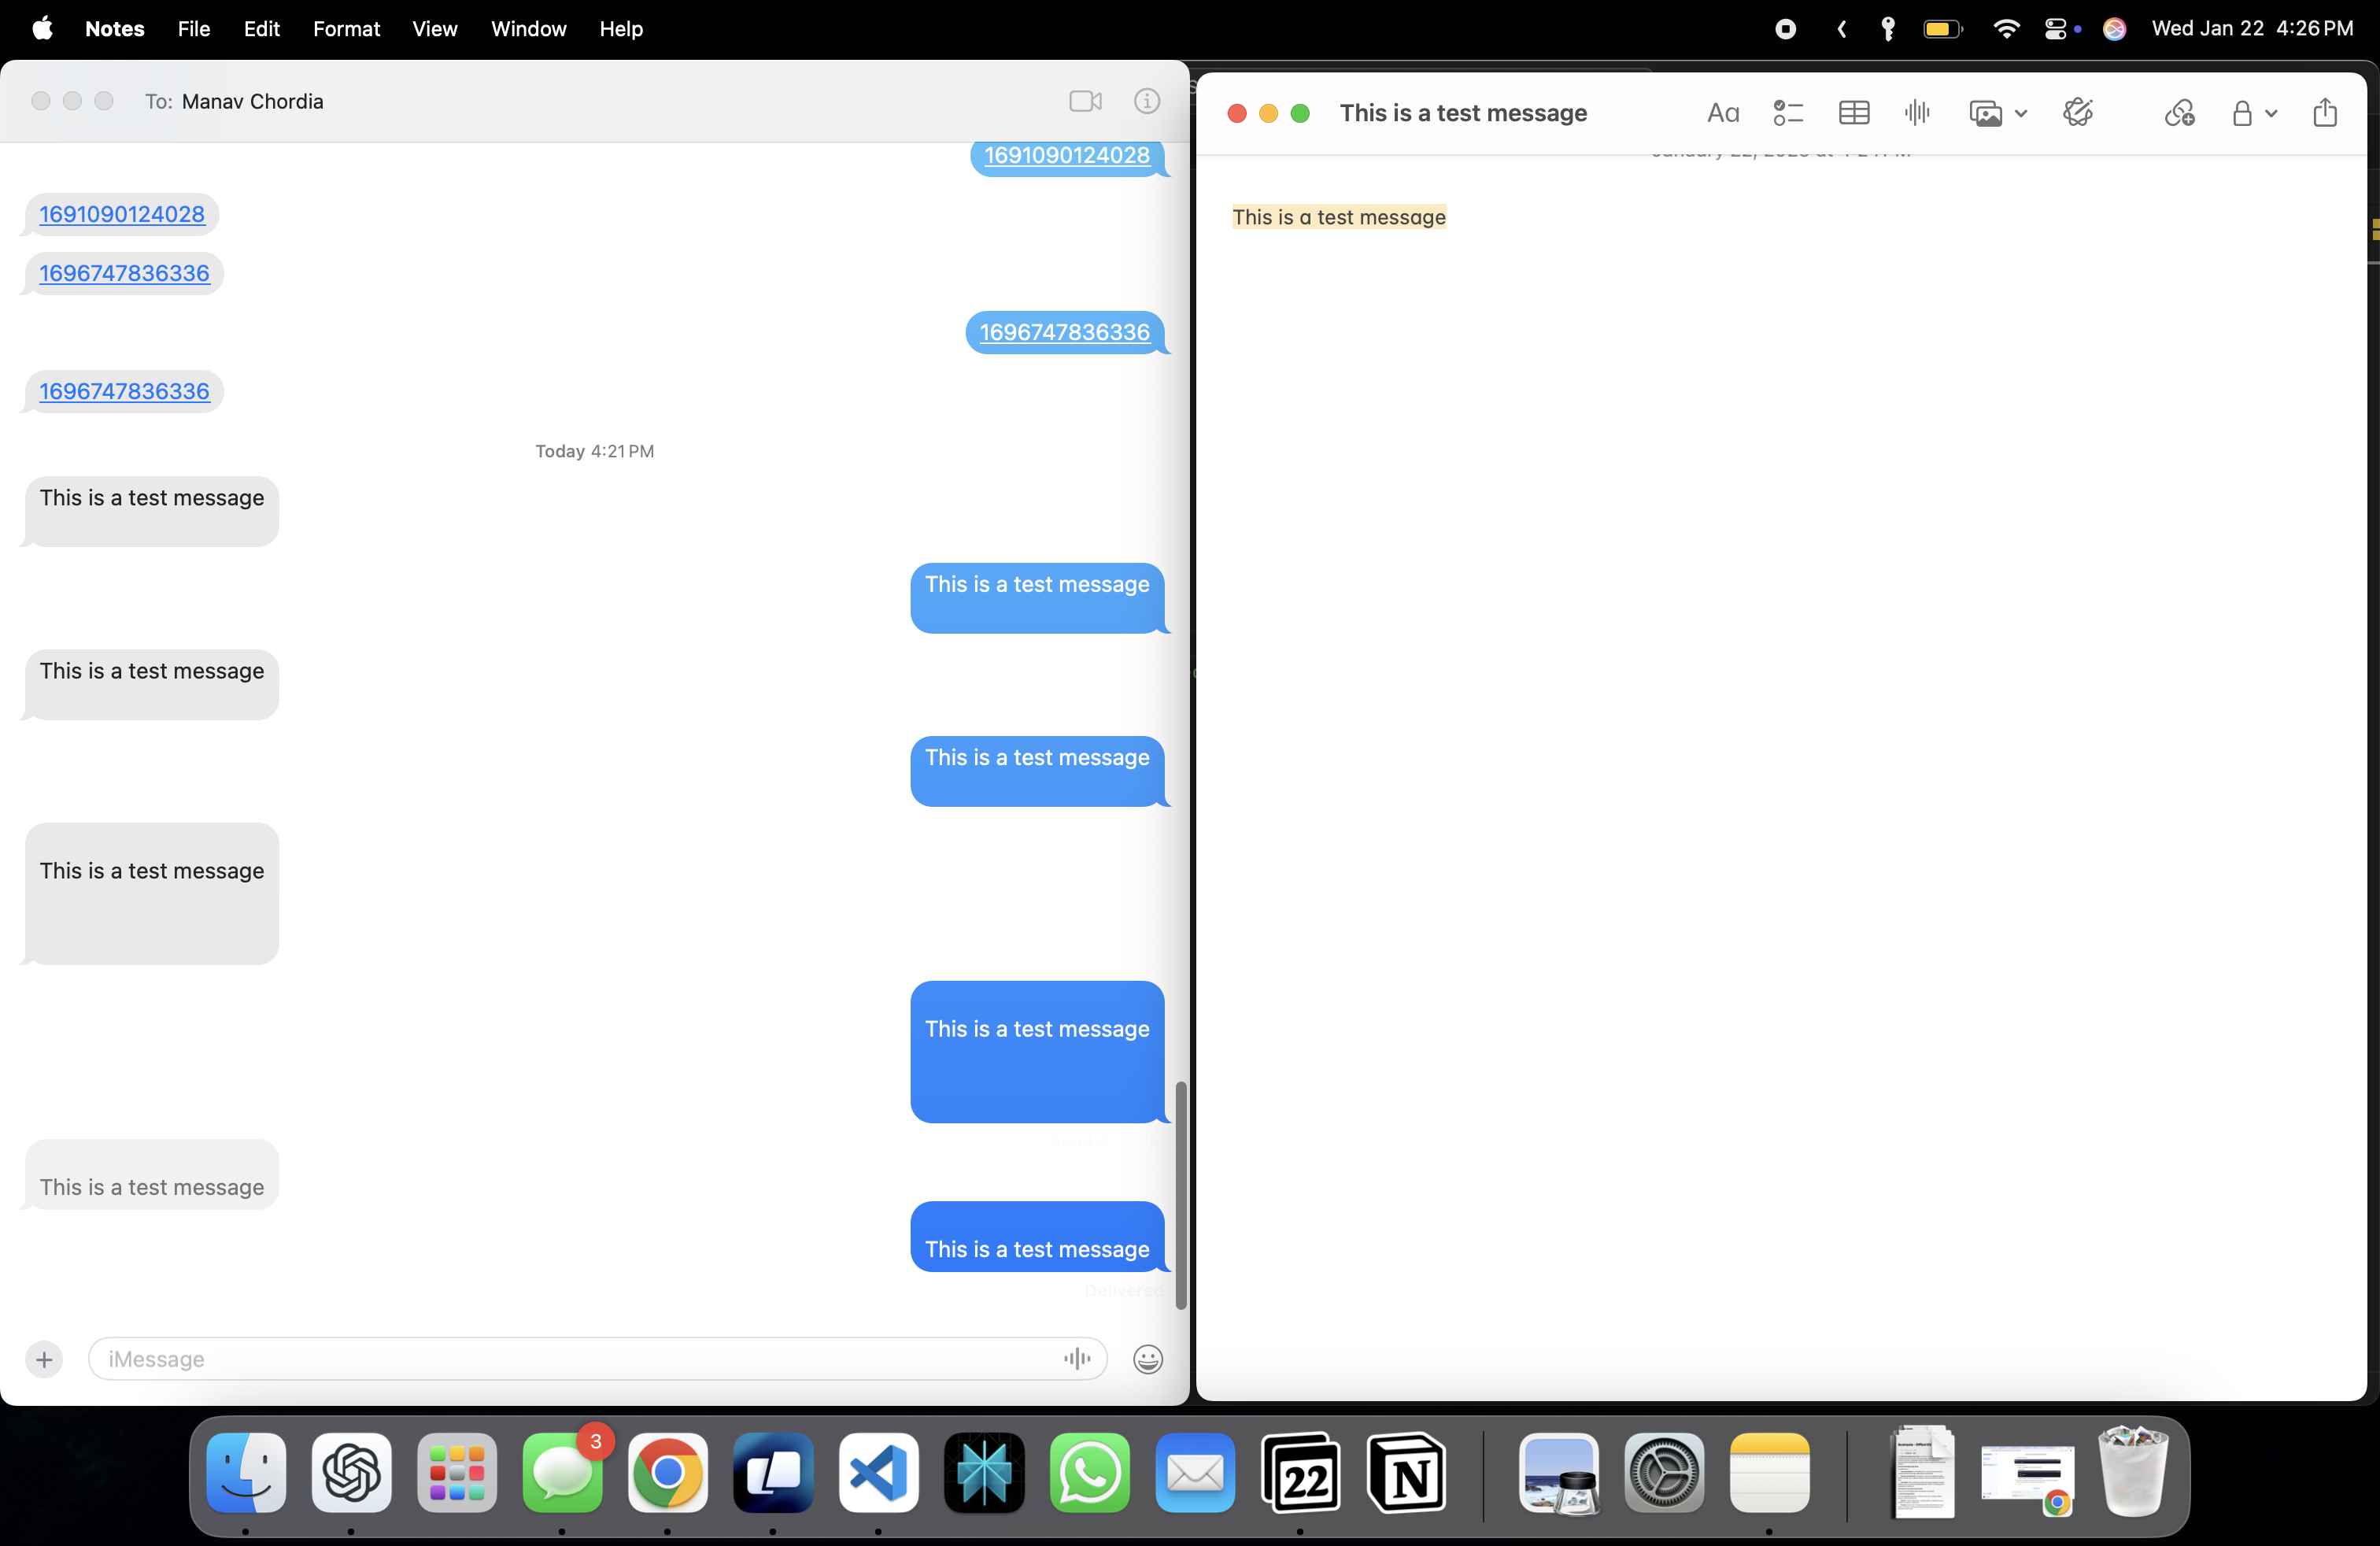 Notes File Edit Format View Window Help
Wed Jan 22 4:26 PM
To: Manav Chordia
1691090124028
1691090124028
1696747836336
1696747836336
1696747836336
Today 4:21 PM
This is a test message
This is a test message
This is a test message
This is a test message
This is a test message
This is a test message
This is a test message
This is a test message
Delivered
iMessage
This is a test message
Aa
This is a test message
3
22
N